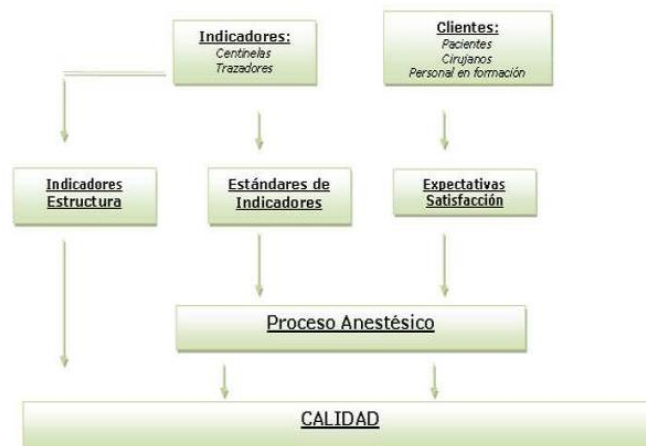 Indicadores:
Centinelas
Trazadores
Clientes:
Pacientes
Cirujanos
Personal en formación
Indicadores
Estructura
Estándares de
Indicadores
Expectativas
Satisfacción
Proceso Anestésico
CALIDAD